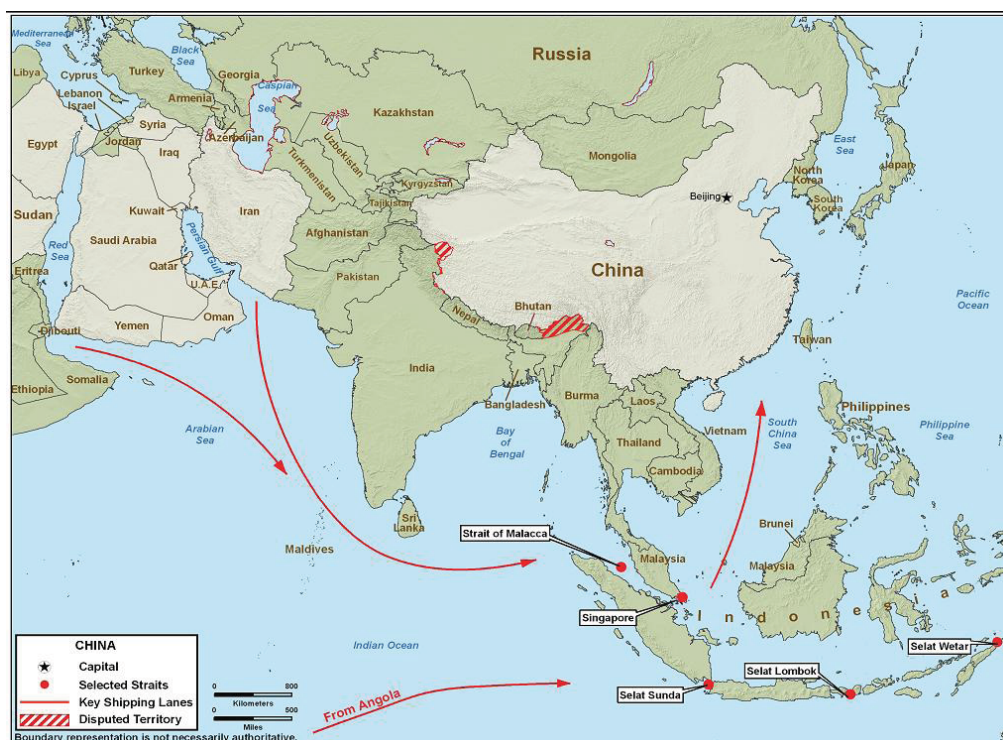 Mediterranean
Sea
Black
Sea
Russia
Libya
Cyprus
Turkey
Georgia
Caspian
Sea
Lebanon
Israel
Armenia
Kazakhstan
Syria
Azerbaijan
Uzbekistan
Mongolia
East
Sea
Egypt
Jordan
Iraq
Turkmenistan
Kyrgyzstan
North
Korea
Japan
Tajikistan
Beijing
South
Korea
Sudan
Kuwait
Iran
Afghanistan
Red
Sea
Saudi Arabia
Persian Gulf
China
Eritrea
Qatar
Pakistan
U.A.E.
Pacific
Ocean
Bhutan
Nepal
Oman
Djibouti
Yemen
Taiwan
India
Ethiopia
Somalia
Bangladesh
Burma
Laos
Philippines
Arabian
Sea
Bay
of
Bengal
Vietnam
South
China
Sea
Philippine
Sea
Thailand
Cambodia
Sri
Lanka
Brunei
Strait of Malacca
Maldives
Malaysia
Malaysia
Indonesia
Singapore
CHINA
Capital
Selected Straits
Key Shipping Lanes
Disputed Territory
Indian Ocean
Selat Wetar
Selat Lombok
Selat Sunda
0 800
Kilometers
0 500
Miles
From Angola
Boundary representation is not necessarily authoritative.